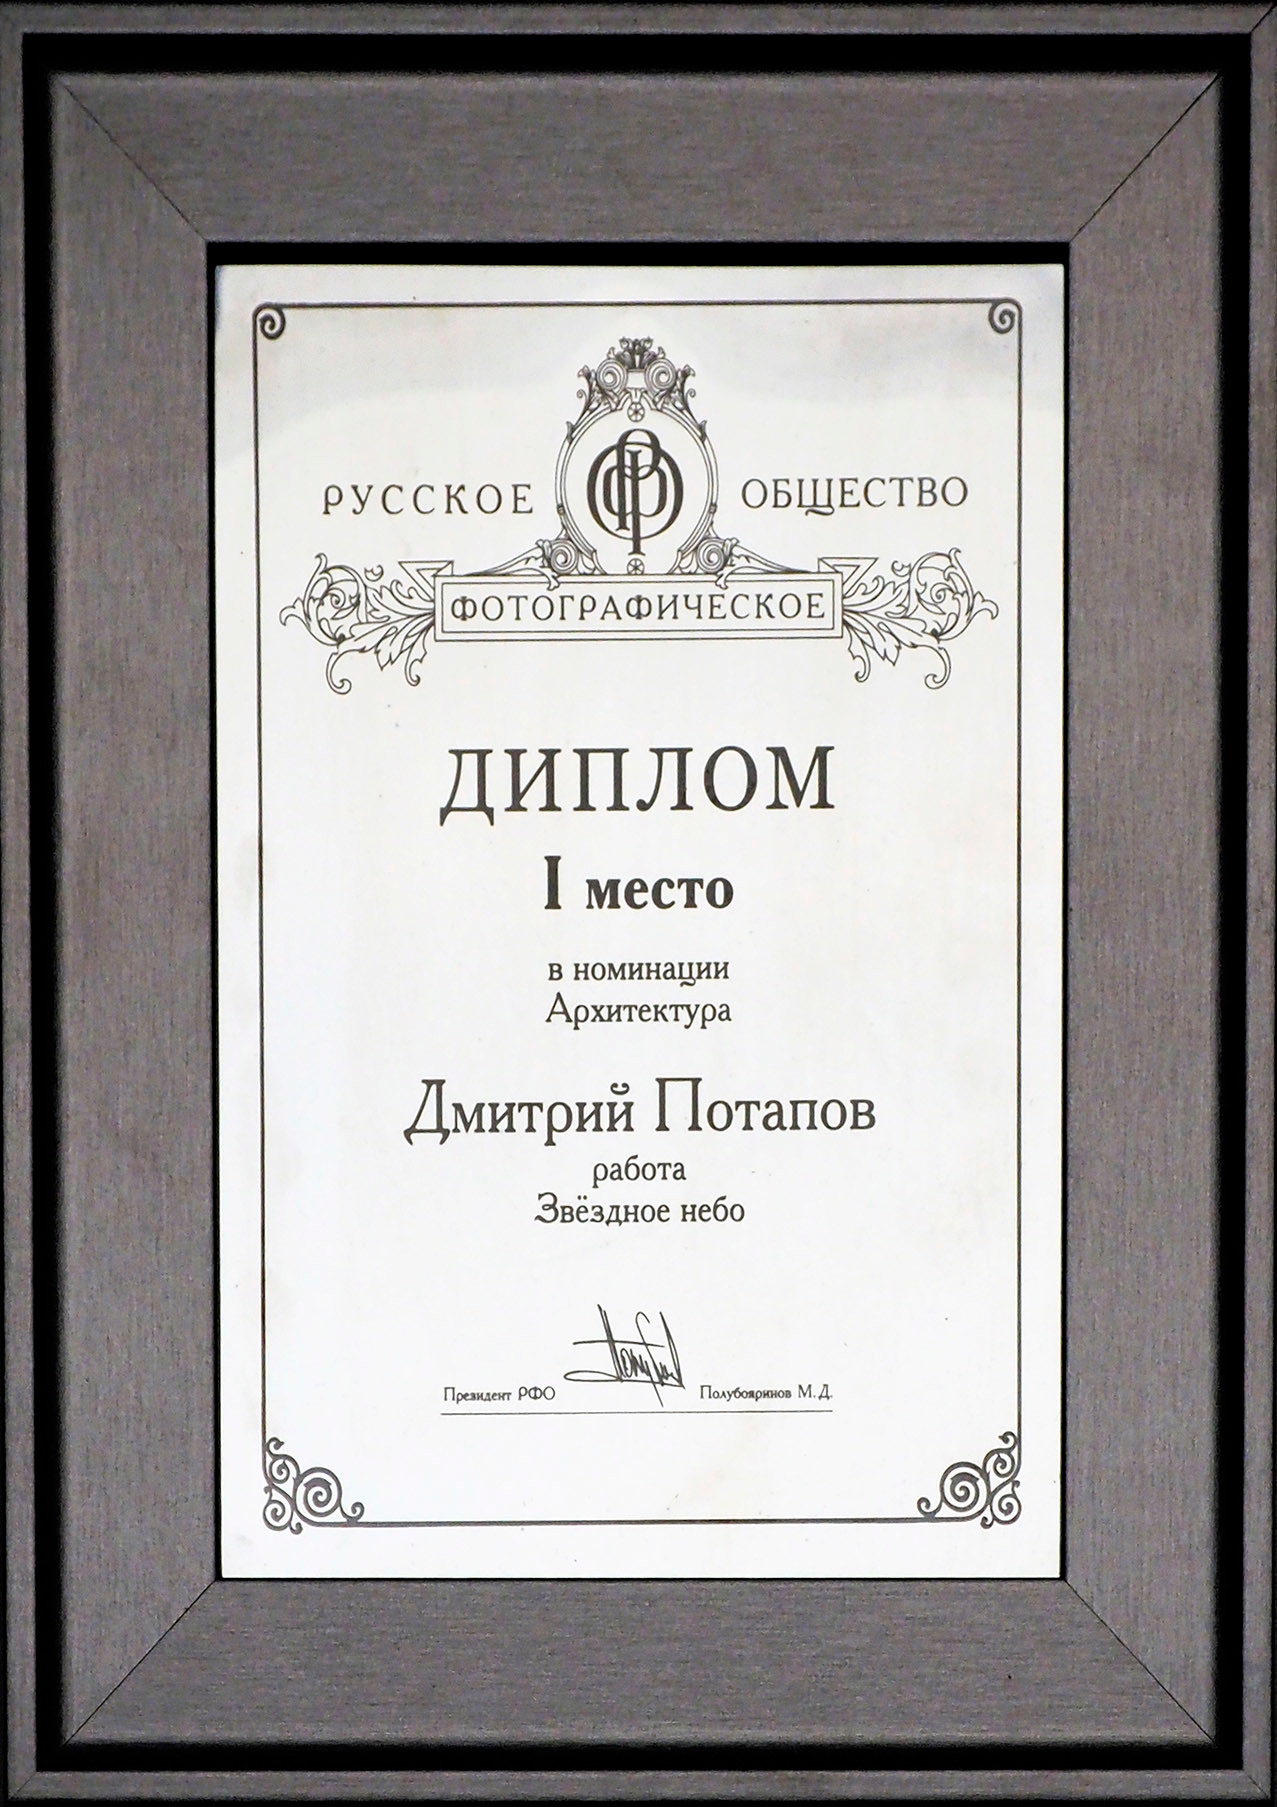 РУССКОЕ
ОБЩЕСТВО
ФОТОГРАФИЧЕСКОЕ
ДИПЛОМ
I место
в номинации
Архитектура
Дмитрий Потапов
работа
Звёздное небо
Президент РФО Полубояринов М. Д.